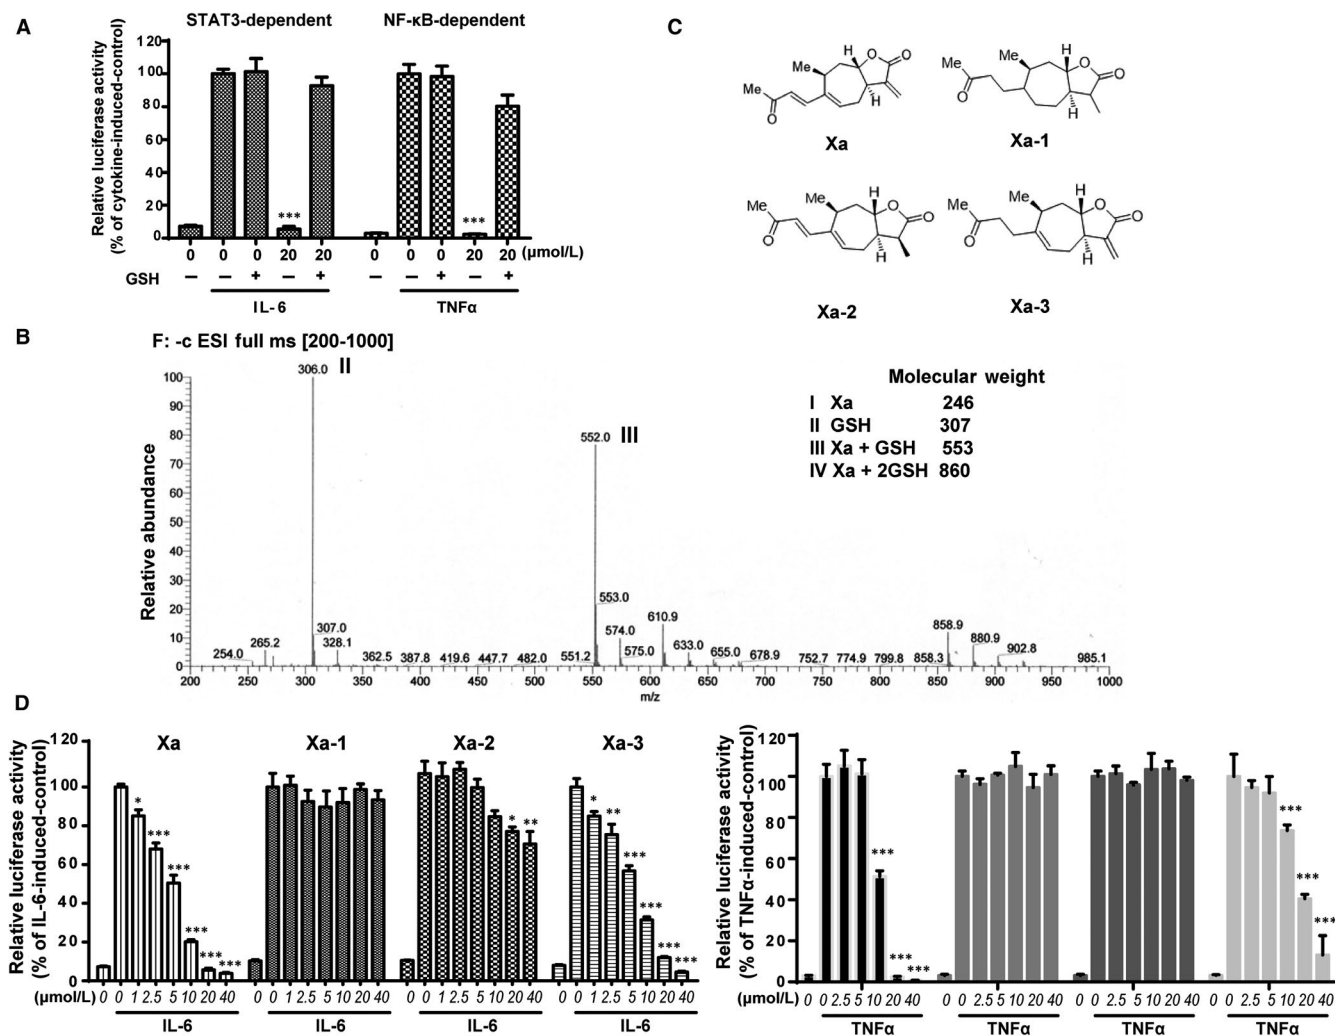 A
STAT3-dependent NF-κB-dependent
Relative luciferase activity
(% of cytokine-induced-control)
120
100
80
60
40
20
0
*** ***
0 0 0 20 20 0 0 0 20 20 (μmol/L)
GSH – – + – + – – + – +
IL-6 TNFα
C
Me Me H O O H
O
Xa
Me Me H O O H
O
Xa-1
Me Me H O O H
O
Xa-2
Me Me H O O H
O
Xa-3
B
F: -c ESI full ms [200-1000]
306.0 II
552.0 III
Relative abundance
100
90
80
70
60
50
40
30
20
10
0
254.0 265.2 307.0 328.1 362.5 387.8 419.6 447.7 482.0 551.2 553.0 574.0 575.0 610.9 633.0 655.0 678.9 752.7 774.9 799.8 858.3 858.9 880.9 902.8 985.1
200 250 300 350 400 450 500 550 600 650 700 750 800 850 900 950 1000
m/z
Molecular weight
I Xa 246
II GSH 307
III Xa + GSH 553
IV Xa + 2GSH 860
D
Relative luciferase activity
(% of IL-6-induced-control)
120
100
80
60
40
20
0
Xa Xa-1 Xa-2 Xa-3
* *** *** *** *** *** * ** * ** *** *** *** ***
(μmol/L) 0 0 1 2.5 5 10 20 40 0 0 1 2.5 5 10 20 40 0 0 1 2.5 5 10 20 40 0 0 1 2.5 5 10 20 40
IL-6 IL-6 IL-6 IL-6
Relative luciferase activity
(% of TNFα-induced-control)
120
100
80
60
40
20
0
*** *** *** *** *** ***
(μmol/L) 0 0 2.5 5 10 20 40 0 0 2.5 5 10 20 40 0 0 2.5 5 10 20 40 0 0 2.5 5 10 20 40
TNFα TNFα TNFα TNFα